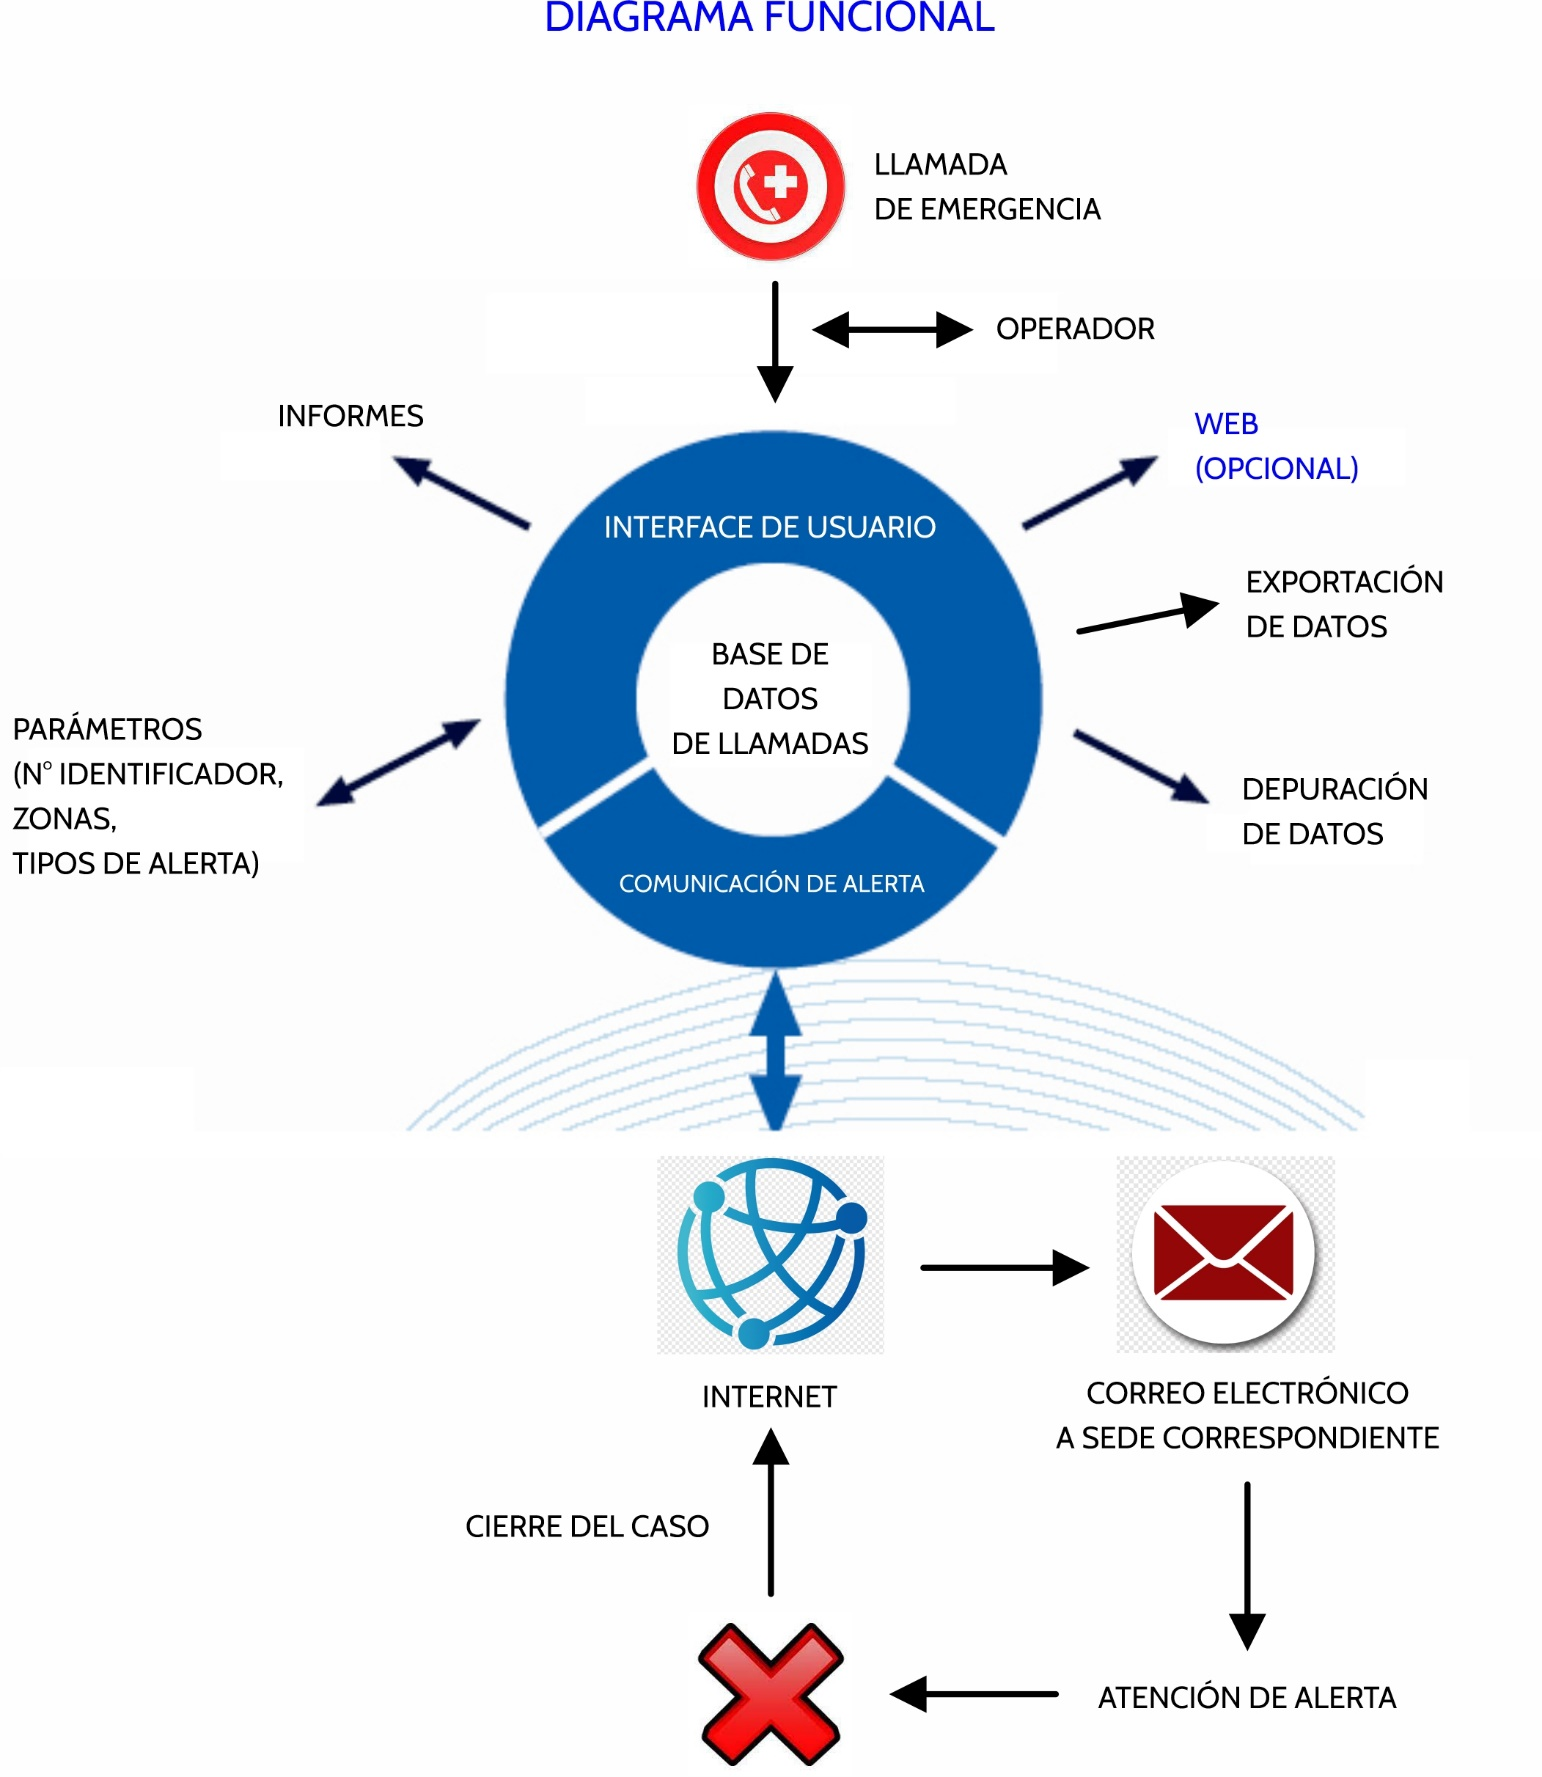 DIAGRAMA FUNCIONAL
LLAMADA
DE EMERGENCIA
OPERADOR
INFORMES
WEB
(OPCIONAL)
INTERFACE DE USUARIO
EXPORTACIÓN
DE DATOS
BASE DE
DATOS
DE LLAMADAS
PARÁMETROS
(N° IDENTIFICADOR,
ZONAS,
TIPOS DE ALERTA)
DEPURACIÓN
DE DATOS
COMUNICACIÓN DE ALERTA
INTERNET
CORREO ELECTRÓNICO
A SEDE CORRESPONDIENTE
CIERRE DEL CASO
ATENCIÓN DE ALERTA